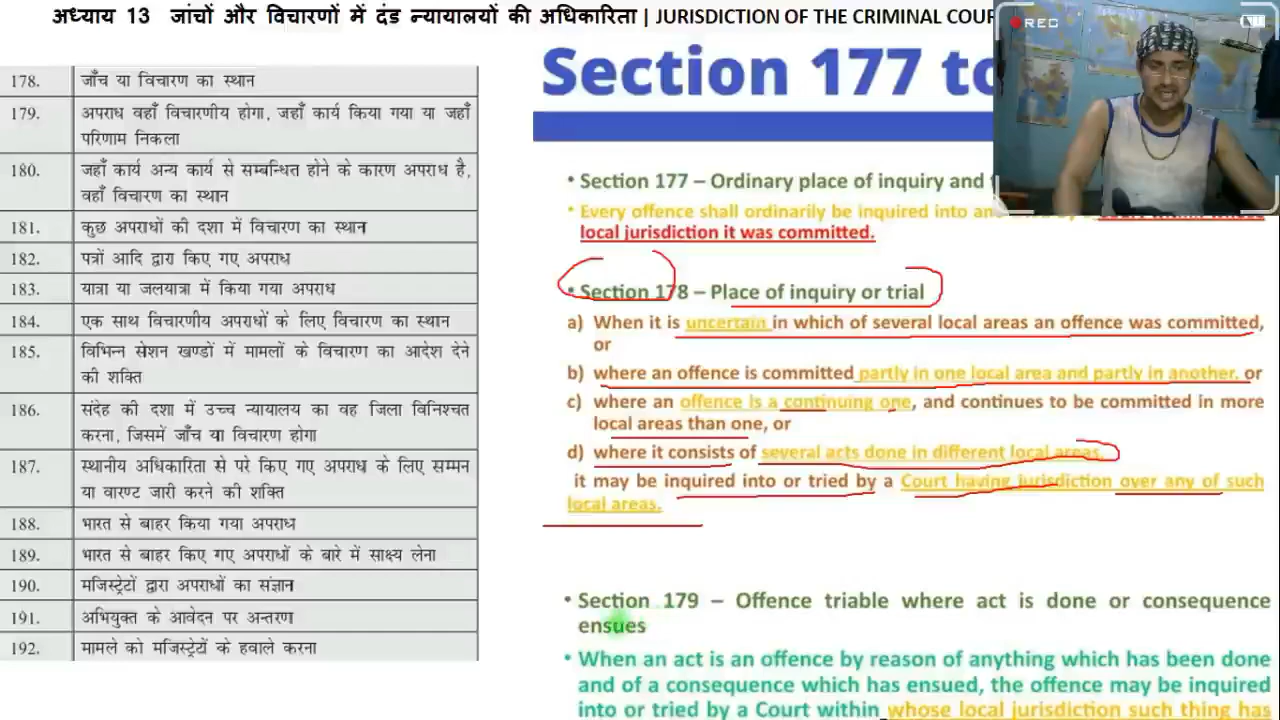 अध्याय 13 जांचों और विचारणों में दंड न्यायालयों की अधिकारिता | JURISDICTION OF THE CRIMINAL COUR
REC
Section 177 to
178. जाँच या विचारण का स्थान
179. अपराध वहाँ विचारणीय होगा, जहाँ कार्य किया गया या जहाँ
परिणाम निकला
180. जहाँ कार्य अन्य कार्य से सम्बन्धित होने के कारण अपराध है,
वहाँ विचारण का स्थान
181. कुछ अपराधों की दशा में विचारण का स्थान
182. पत्रों आदि द्वारा किए गए अपराध
183. यात्रा या जलयात्रा में किया गया अपराध
184. एक साथ विचारणीय अपराधों के लिए विचारण का स्थान
185. विभिन्न सेशन खण्डों में मामलों के विचारण का आदेश देने
की शक्ति
186. संदेह की दशा में उच्च न्यायालय का वह जिला विनिश्चत
करना, जिसमें जाँच या विचारण होगा
187. स्थानीय अधिकारिता से परे किए गए अपराध के लिए सम्मन
या वारण्ट जारी करने की शक्ति
188. भारत से बाहर किया गया अपराध
189. भारत से बाहर किए गए अपराधों के बारे में साक्ष्य लेना
190. मजिस्ट्रेटों द्वारा अपराधों का संज्ञान
191. अभियुक्त के आवेदन पर अन्तरण
192. मामले को मजिस्ट्रेटों के हवाले करना
• Section 177 – Ordinary place of inquiry and
• Every offence shall ordinarily be inquired into
local jurisdiction it was committed.
• Section 178 – Place of inquiry or trial
a) When it is uncertain in which of several local areas an offence was committed,
or
b) where an offence is committed partly in one local area and partly in another, or
c) where an offence is a continuing one, and continues to be committed in more
local areas than one, or
d) where it consists of several acts done in different local areas,
it may be inquired into or tried by a Court having jurisdiction over any of such
local areas.
• Section 179 – Offence triable where act is done or consequence
ensues
• When an act is an offence by reason of anything which has been done
and of a consequence which has ensued, the offence may be inquired
into or tried by a Court within whose local jurisdiction such thing has